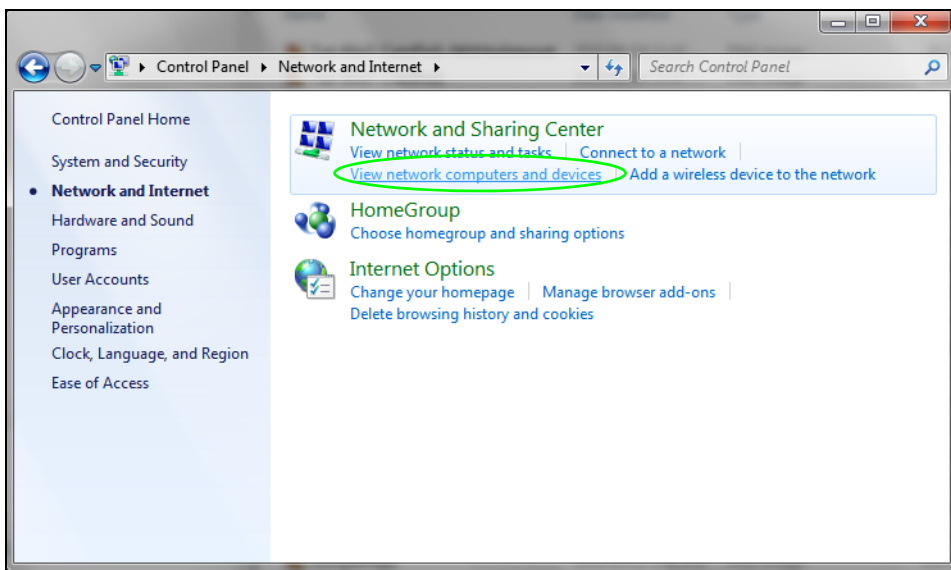 Control Panel Network and Internet Search Control Panel
Control Panel Home
System and Security
Network and Internet
Hardware and Sound
Programs
User Accounts
Appearance and
Personalization
Clock, Language, and Region
Ease of Access
Network and Sharing Center
View network status and tasks Connect to a network
View network computers and devices Add a wireless device to the network
HomeGroup
Choose homegroup and sharing options
Internet Options
Change your homepage Manage browser add-ons
Delete browsing history and cookies